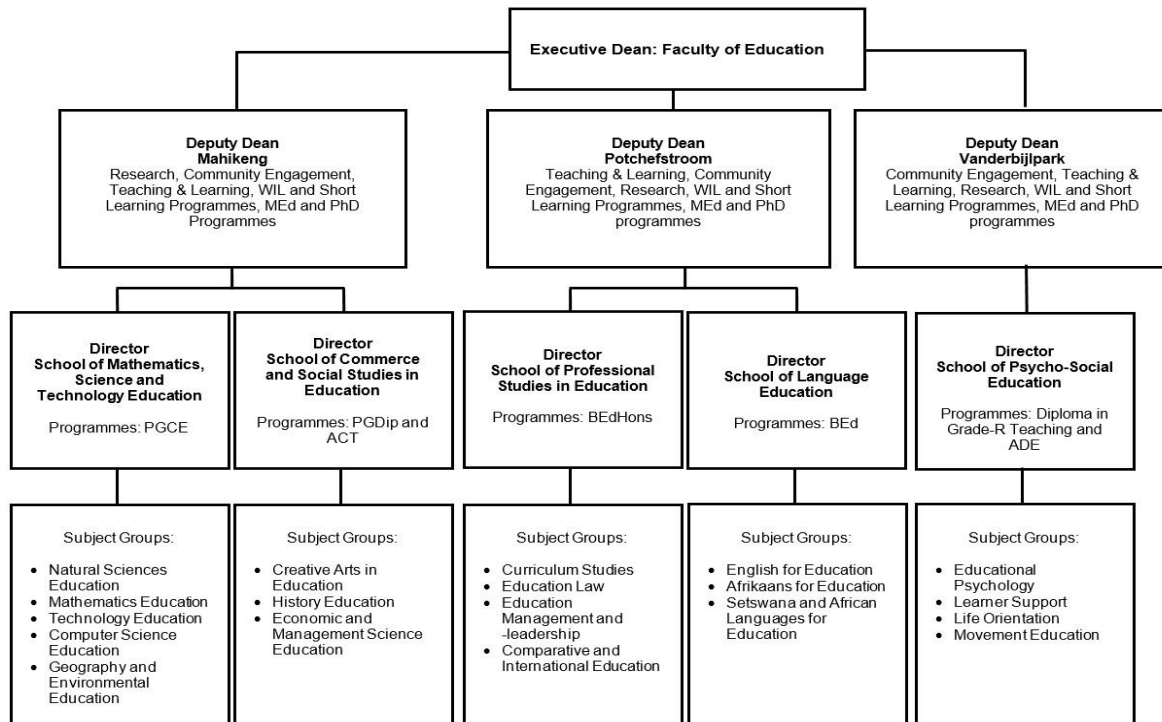 Executive Dean: Faculty of Education
Deputy Dean
Mahikeng
Research, Community Engagement,
Teaching & Learning, WIL and Short
Learning Programmes, MEd and PhD
Programmes
Deputy Dean
Potchefstroom
Teaching & Learning, Community
Engagement, Research, WIL and Short
Learning Programmes, MEd and PhD
programmes
Deputy Dean
Vanderbijlpark
Community Engagement, Teaching &
Learning, Research, WIL and Short
Learning Programmes, MEd and PhD
programmes
Director
School of Mathematics,
Science and
Technology Education
Programmes: PGCE
Director
School of Commerce
and Social Studies in
Education
Programmes: PGDip and
ACT
Director
School of Professional
Studies in Education
Programmes: BEdHons
Director
School of Language
Education
Programmes: BEd
Director
School of Psycho-Social
Education
Programmes: Diploma in
Grade-R Teaching and
ADE
Subject Groups:
• Natural Sciences
Education
• Mathematics Education
• Technology Education
• Computer Science
Education
• Geography and
Environmental
Education
Subject Groups:
• Creative Arts in
Education
• History Education
• Economic and
Management Science
Education
Subject Groups:
• Curriculum Studies
• Education Law
• Education
Management and
-leadership
• Comparative and
International Education
Subject Groups:
• English for Education
• Afrikaans for Education
• Setswana and African
Languages for
Education
Subject Groups:
• Educational
Psychology
• Learner Support
• Life Orientation
• Movement Education